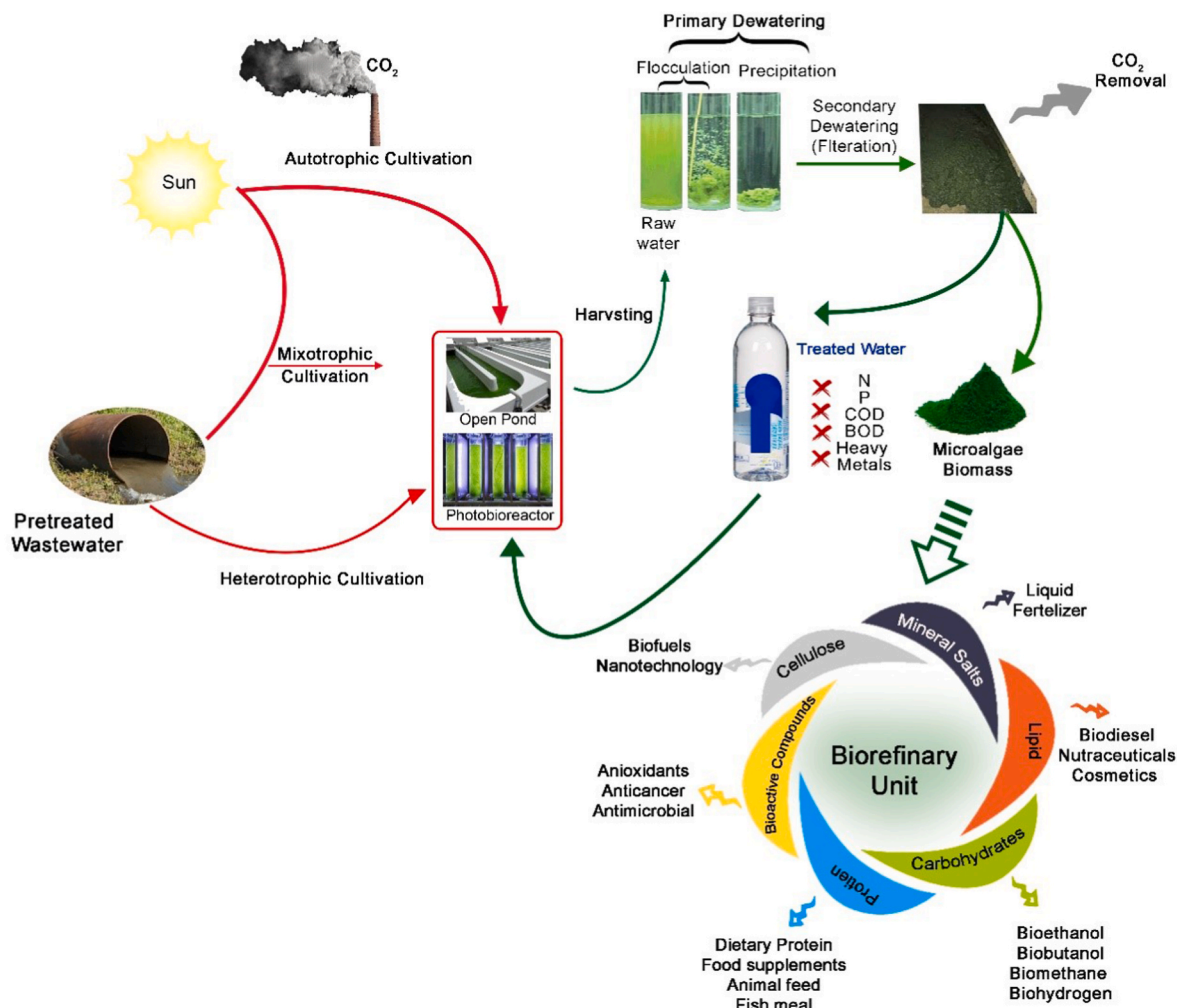 Primary Dewatering
Flocculation
Precipitation
CO2
CO2
Removal
Secondary
Dewatering
(Flteration)
Autotrophic Cultivation
Sun
Raw
water
Harvsting
Mixotrophic
Cultivation
Open Pond
Photobioreactor
Treated Water
N
P
COD
BOD
Heavy
Metals
Microalgae
Biomass
Pretreated
Wastewater
Heterotrophic Cultivation
Liquid
Fertelizer
Biofuels
Nanotechnology
Cellulose
Mineral Salts
Lipid
Biodiesel
Nutraceuticals
Cosmetics
Biorefinary
Unit
Anioxidants
Anticancer
Antimicrobial
Bioactive Compounds
Carbohydrates
Protien
Dietary Protein
Food supplements
Animal feed
Fish meal
Bioethanol
Biobutanol
Biomethane
Biohydrogen